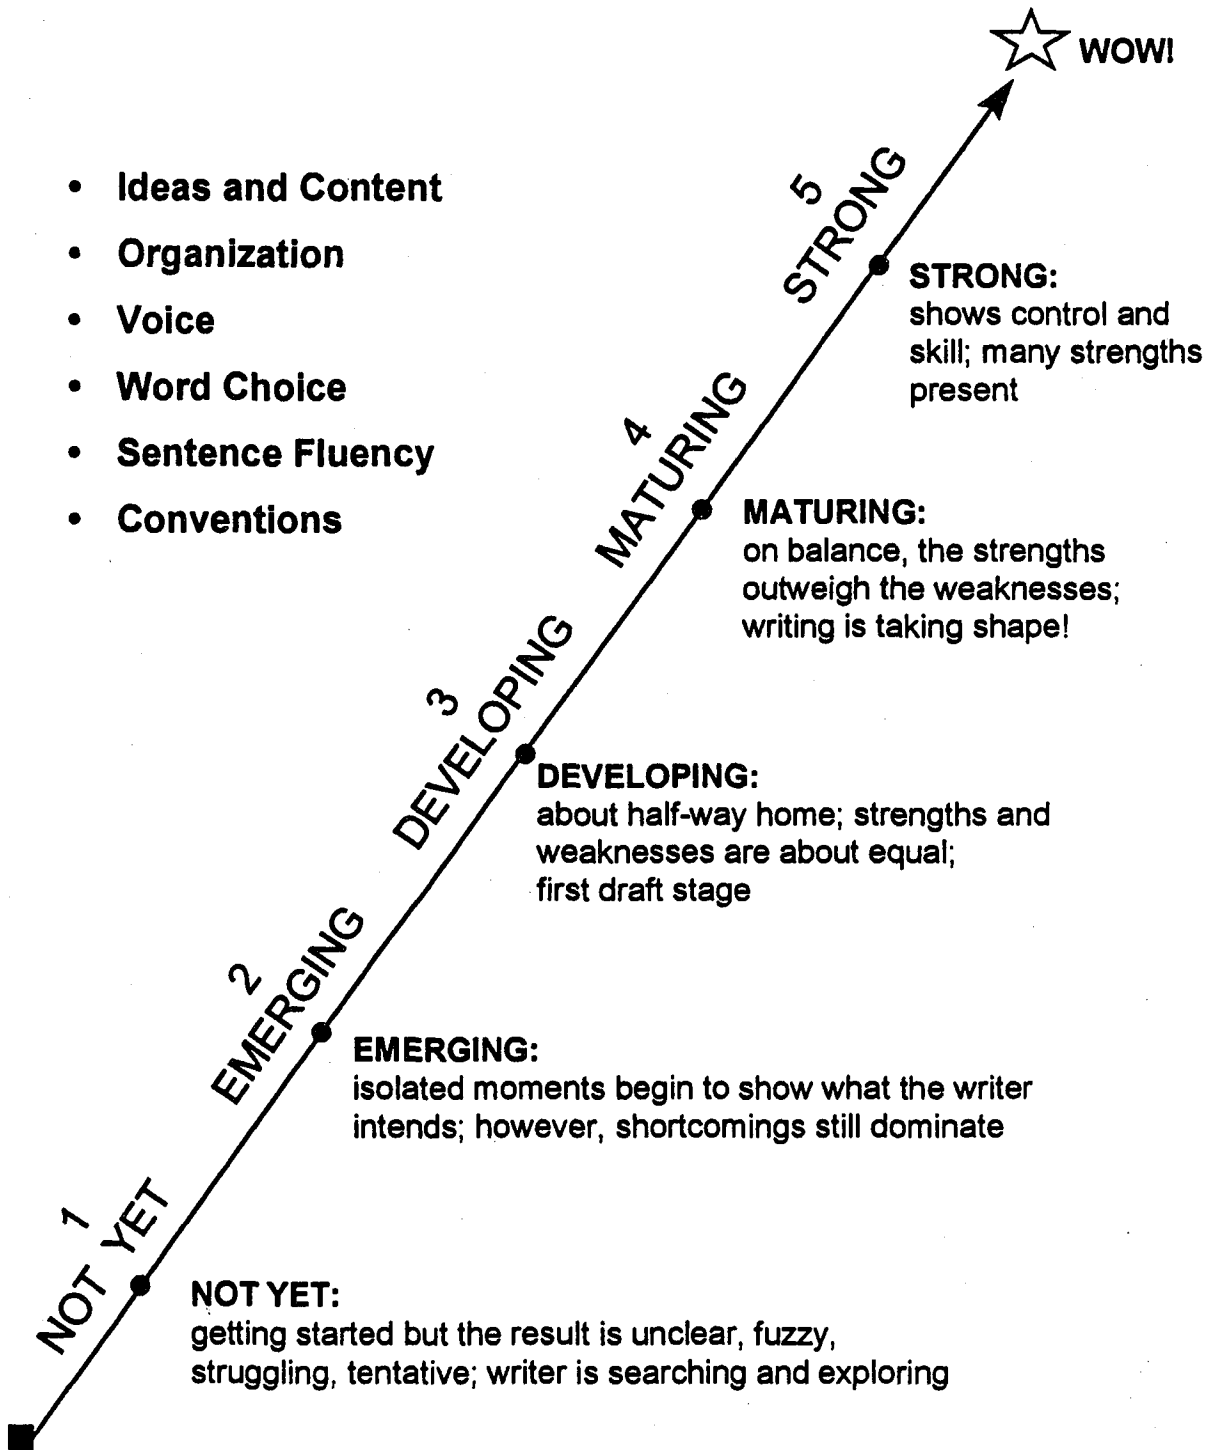 WOW!
• Ideas and Content
• Organization
• Voice
• Word Choice
• Sentence Fluency
• Conventions
5
STRONG
STRONG:
shows control and
skill; many strengths
present
4
MATURING
MATURING:
on balance, the strengths
outweigh the weaknesses;
writing is taking shape!
3
DEVELOPING
DEVELOPING:
about half-way home; strengths and
weaknesses are about equal;
first draft stage
2
EMERGING
EMERGING:
isolated moments begin to show what the writer
intends; however, shortcomings still dominate
1
NOT YET
NOT YET:
getting started but the result is unclear, fuzzy,
struggling, tentative; writer is searching and exploring